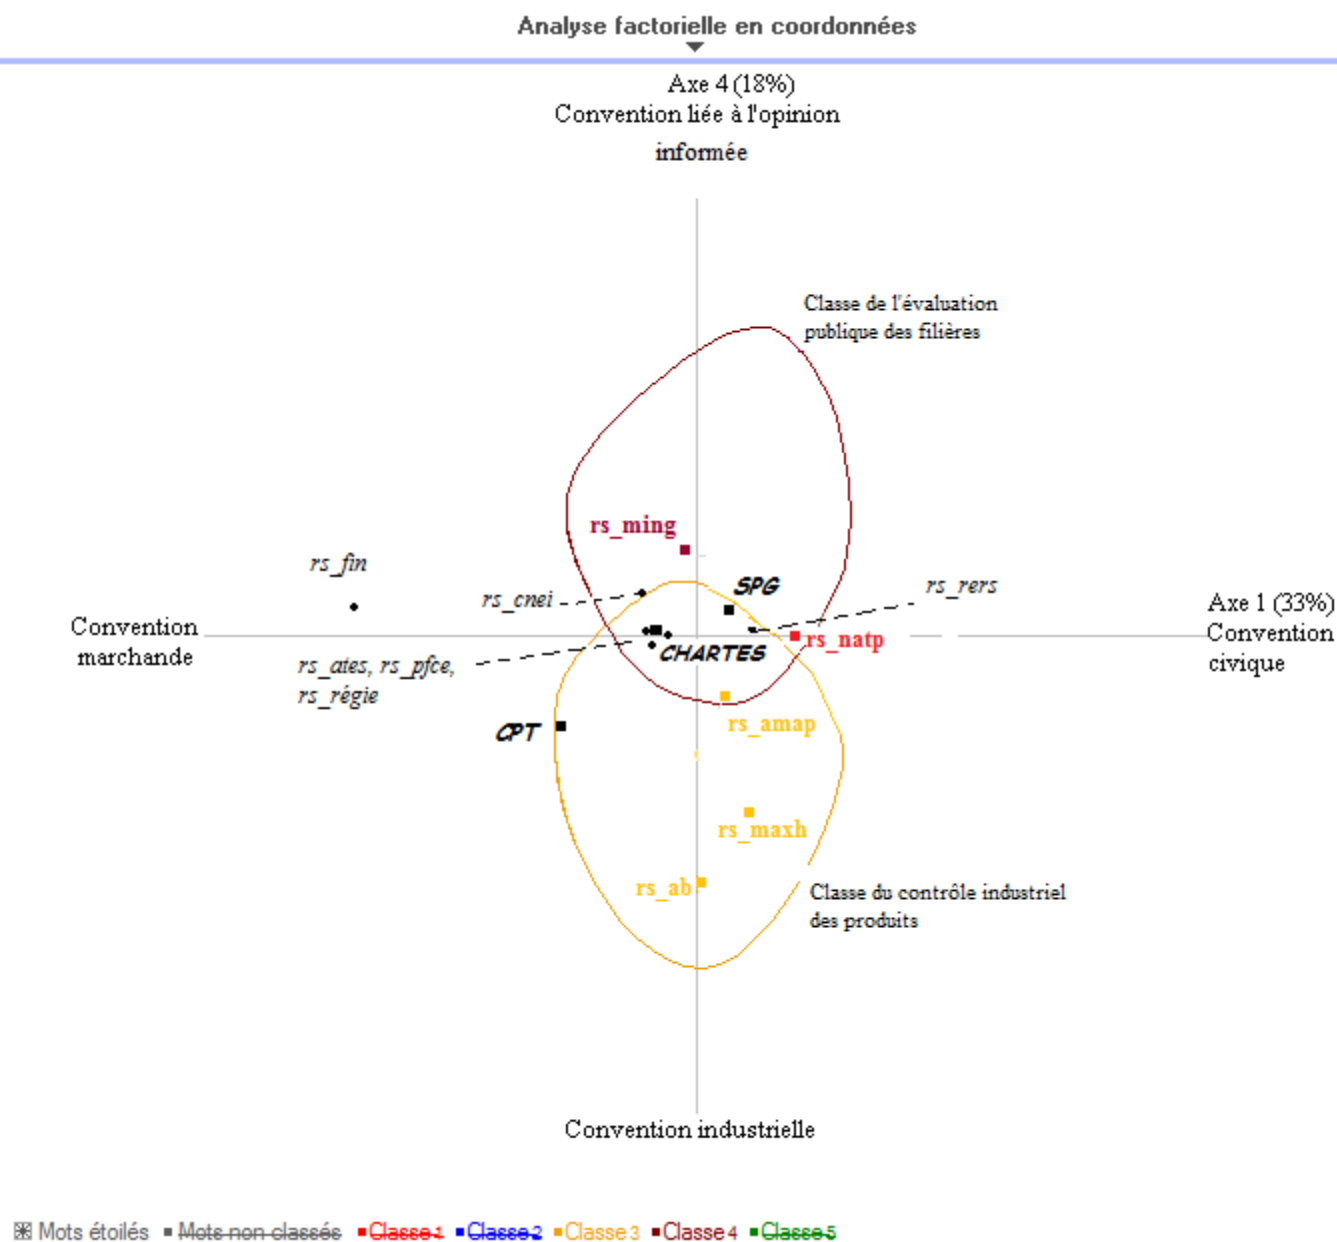 Analyse factorielle en coordonnées
Axe 4 (18%)
Convention liée à l'opinion
informée
Classe de l'évaluation
publique des filières
rs_ming
rs_fin
rs_cnei
SPG
rs_rers
Axe 1 (33%)
Convention
civique
Convention
marchande
rs_natp
CHARTES
rs_ates, rs_pfce,
rs_régie
CPT
rs_amap
rs_maxh
rs_ab
Classe du contrôle industriel
des produits
Convention industrielle
Mots étoilés Mots non classés Classe 1 Classe 2 Classe 3 Classe 4 Classe 5